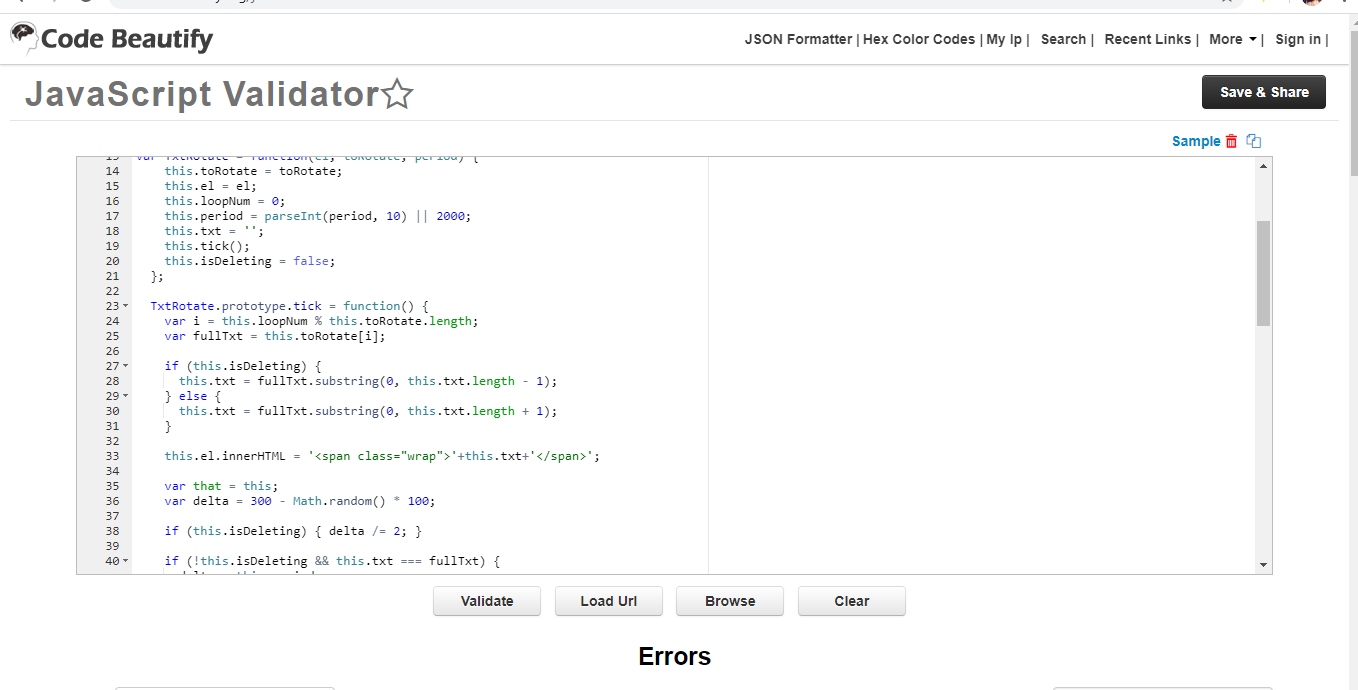 Code Beautify
JSON Formatter | Hex Color Codes | My Ip | Search | Recent Links | More | Sign in |
JavaScript Validator
Save & Share
Sample
13 var TxtRotate = function(el, toRotate, period) {
14 this.toRotate = toRotate;
15 this.el = el;
16 this.loopNum = 0;
17 this.period = parseInt(period, 10) || 2000;
18 this.txt = '';
19 this.tick();
20 this.isDeleting = false;
21 };
22
23 TxtRotate.prototype.tick = function() {
24 var i = this.loopNum % this.toRotate.length;
25 var fullTxt = this.toRotate[i];
26
27 if (this.isDeleting) {
28 this.txt = fullTxt.substring(0, this.txt.length - 1);
29 } else {
30 this.txt = fullTxt.substring(0, this.txt.length + 1);
31 }
32
33 this.el.innerHTML = '<span class="wrap">'+this.txt+'</span>';
34
35 var that = this;
36 var delta = 300 - Math.random() * 100;
37
38 if (this.isDeleting) { delta /= 2; }
39
40 if (!this.isDeleting && this.txt === fullTxt) {
Validate Load Url Browse Clear
Errors